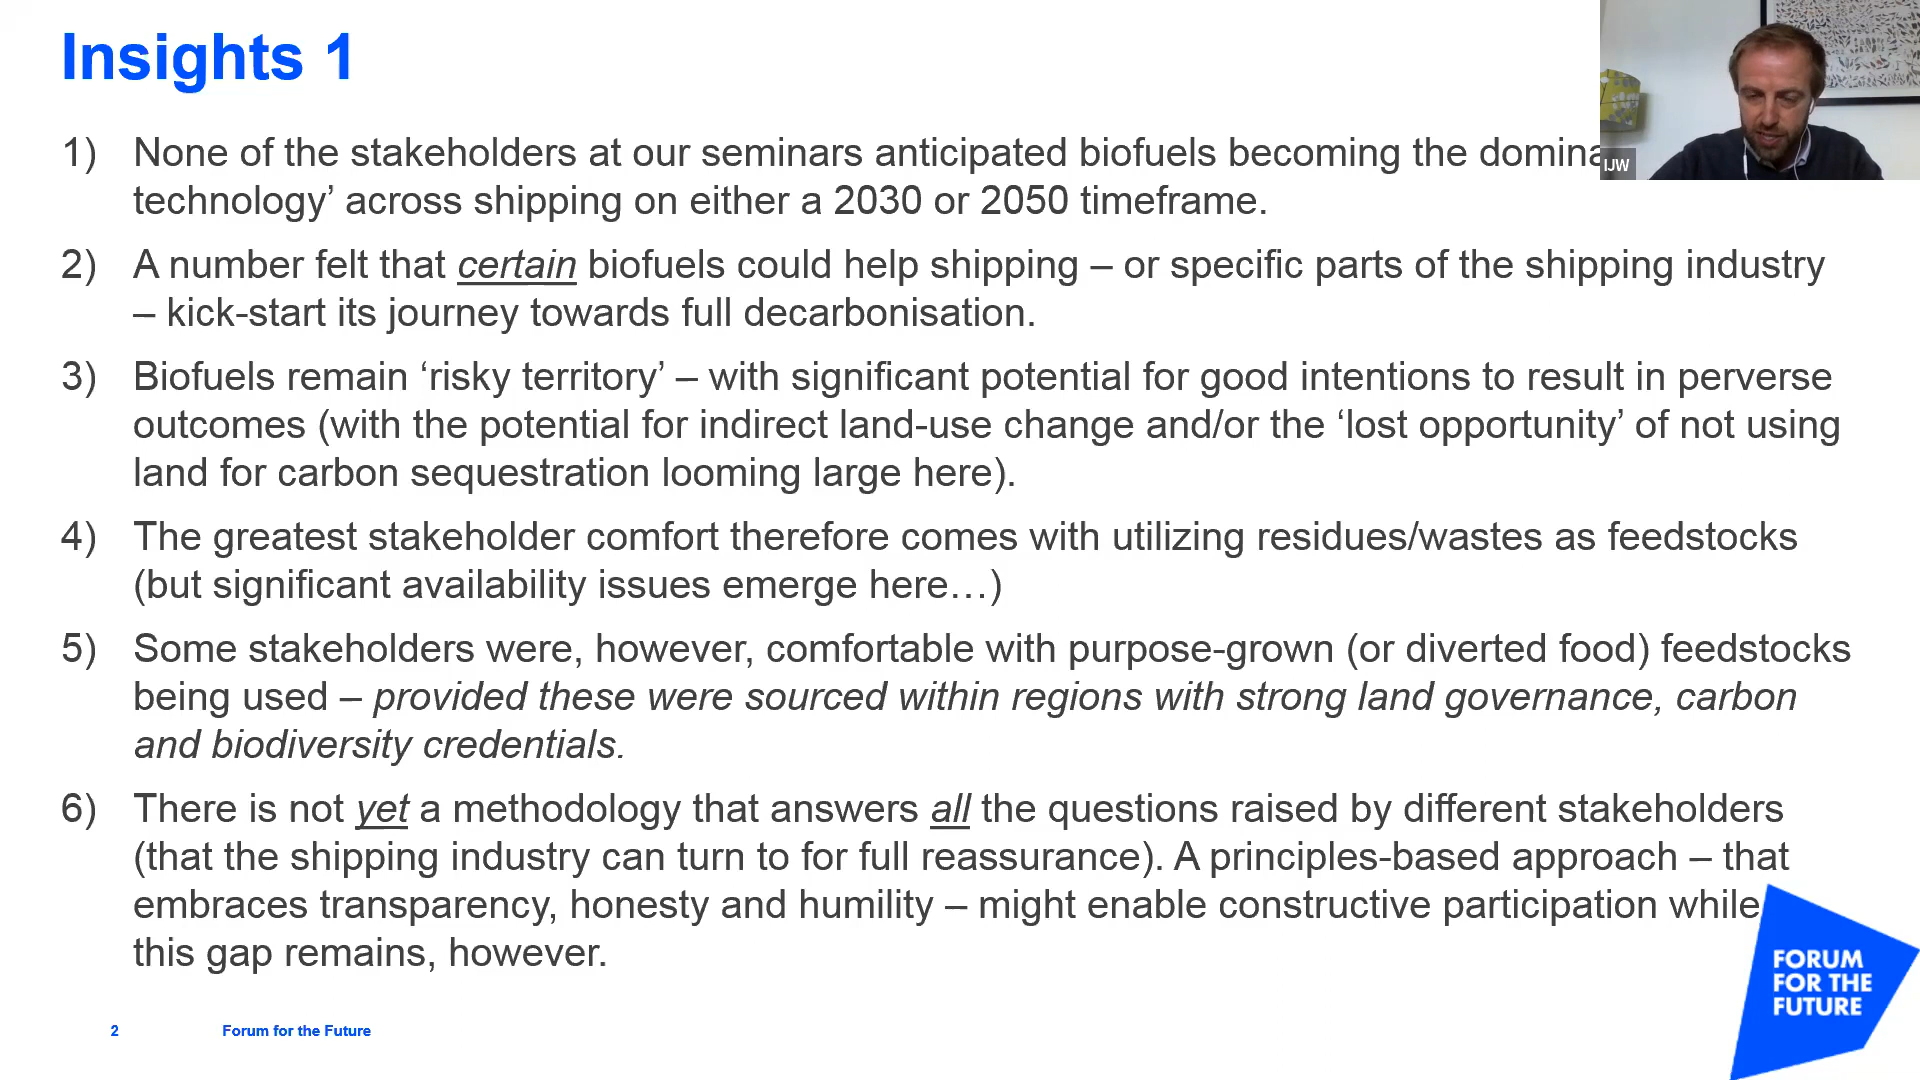 Insights 1
1) None of the stakeholders at our seminars anticipated biofuels becoming the
technology’ across shipping on either a 2030 or 2050 timeframe.
2) A number felt that certain biofuels could help shipping – or specific parts of the shipping industry
– kick-start its journey towards full decarbonisation.
3) Biofuels remain ‘risky territory’ – with significant potential for good intentions to result in perverse
outcomes (with the potential for indirect land-use change and/or the ‘lost opportunity’ of not using
land for carbon sequestration looming large here).
4) The greatest stakeholder comfort therefore comes with utilizing residues/wastes as feedstocks
(but significant availability issues emerge here…)
5) Some stakeholders were, however, comfortable with purpose-grown (or diverted food) feedstocks
being used – provided these were sourced within regions with strong land governance, carbon
and biodiversity credentials.
6) There is not yet a methodology that answers all the questions raised by different stakeholders
(that the shipping industry can turn to for full reassurance). A principles-based approach – that
embraces transparency, honesty and humility – might enable constructive participation while
this gap remains, however.
2 Forum for the Future
IJW
FORUM
FOR THE
FUTURE